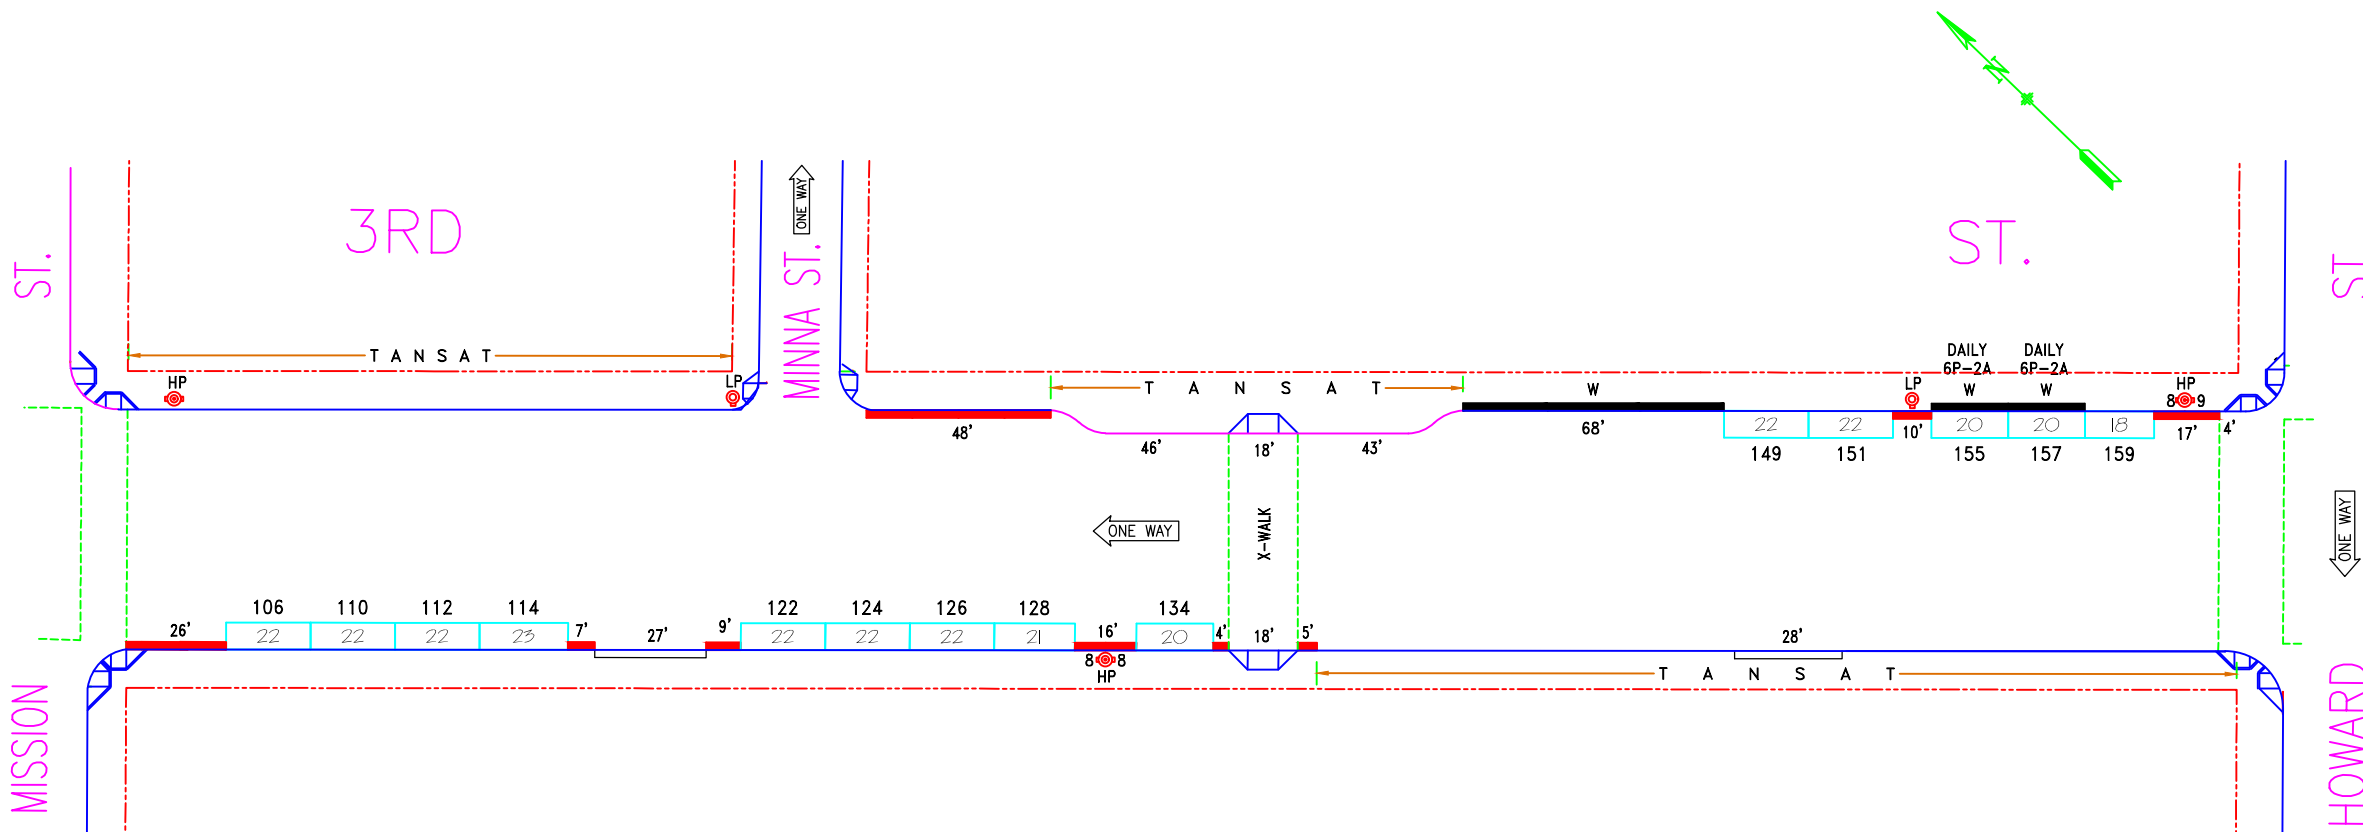 N
3RD
ST.
ST.
ST.
ONE WAY
MINNA ST.
T A N S A T
HP
LP
T A N S A T
W
DAILY
6P-2A
W
DAILY
6P-2A
W
LP
HP
8 9
48'
46'
18'
43'
68'
22
22
10'
20
20
18
17'
4'
149
151
155
157
159
X-WALK
ONE WAY
ONE WAY
106
110
112
114
122
124
126
128
134
26'
22
22
22
23
7'
27'
9'
22
22
22
21
16'
20
4'
18'
5'
28'
8 8
HP
T A N S A T
MISSION
HOWARD